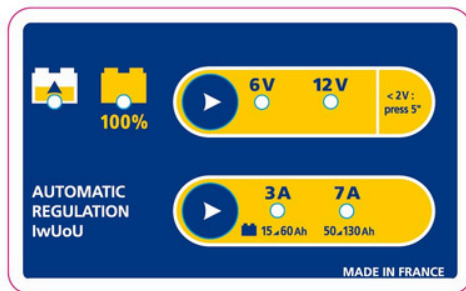 6V 12V
< 2V :
press 5"
100%
AUTOMATIC
REGULATION
IwUoU
3A 7A
15◢60Ah 50◢130Ah
MADE IN FRANCE